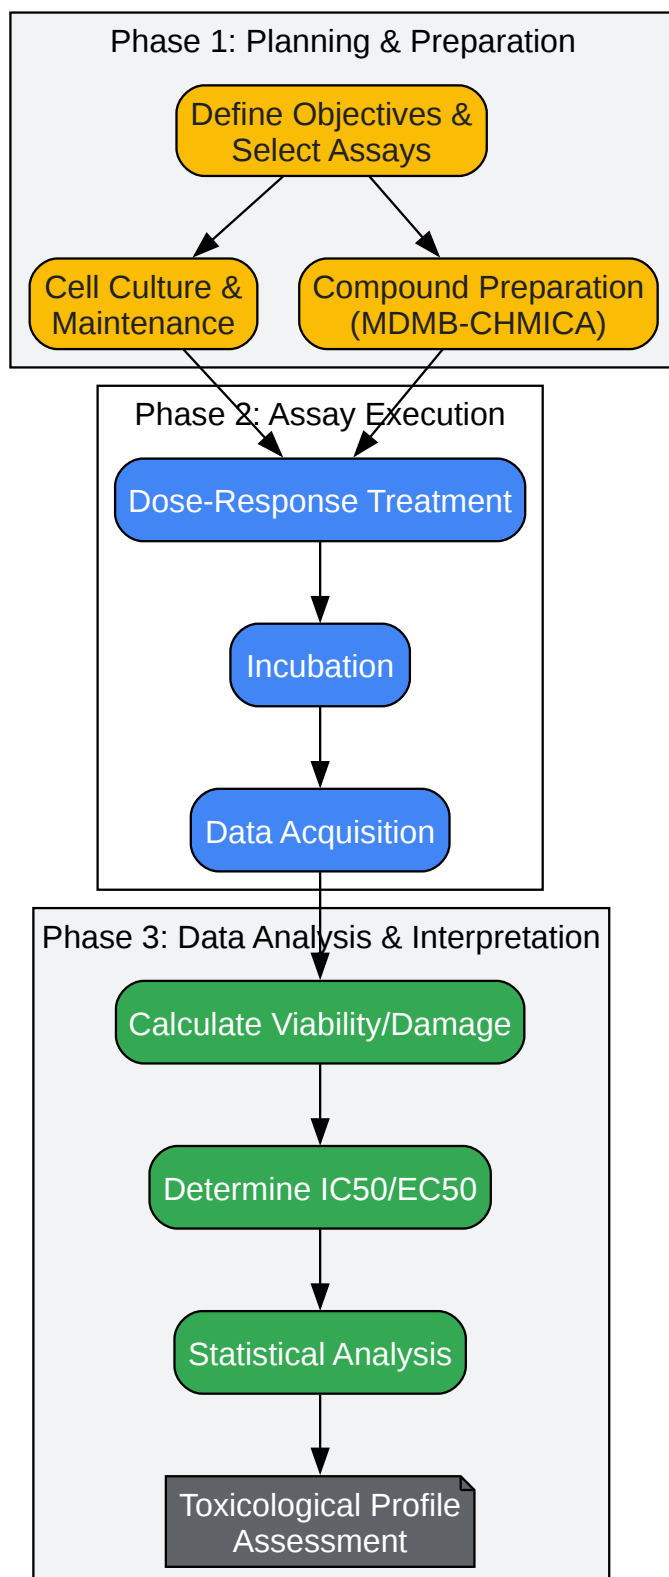 Phase 1: Planning & Preparation
Define Objectives &
Select Assays
Cell Culture &
Maintenance
Compound Preparation
(MDMB-CHMICA)
Phase 2: Assay Execution
Dose-Response Treatment
Incubation
Data Acquisition
Phase 3: Data Analysis & Interpretation
Calculate Viability/Damage
Determine IC50/EC50
Statistical Analysis
Toxicological Profile
Assessment